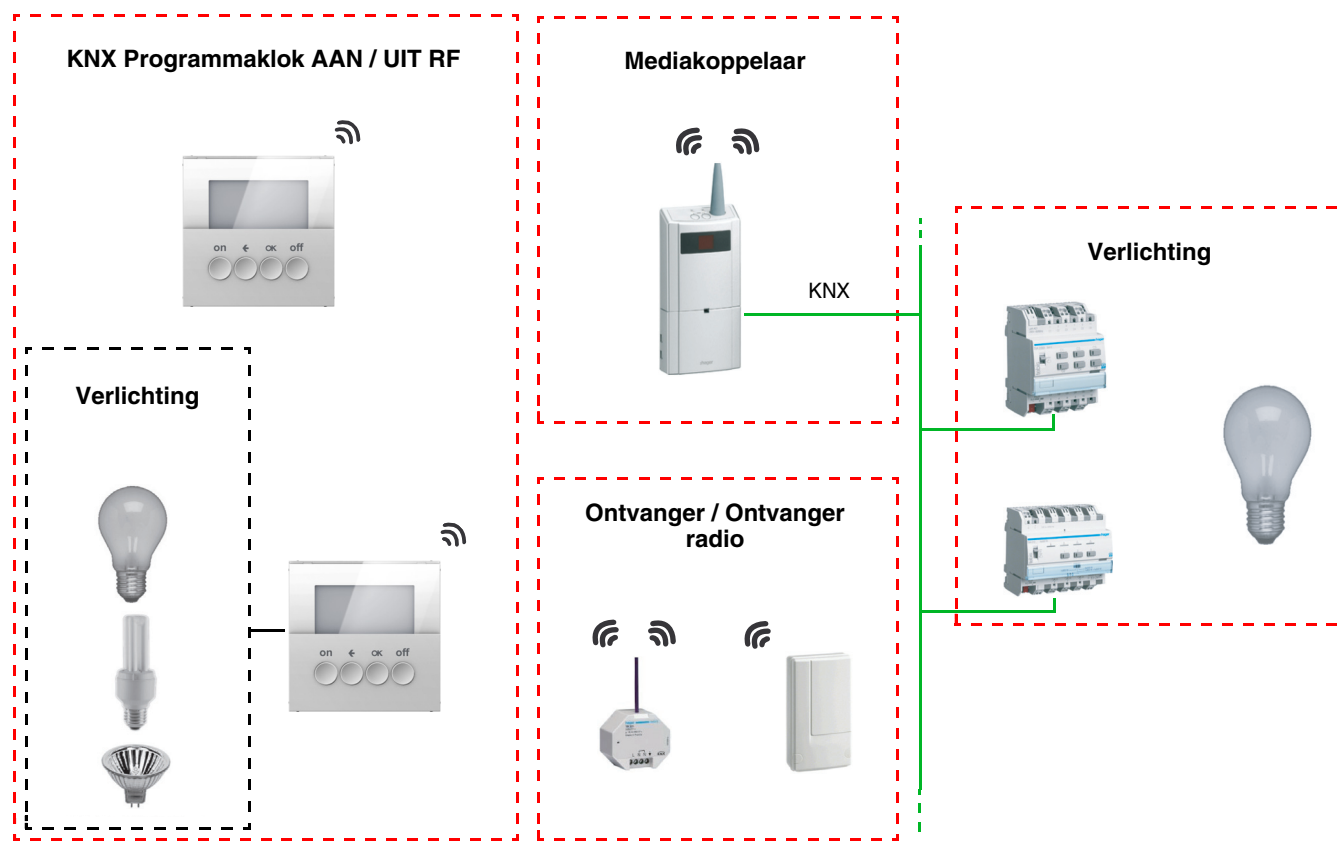 KNX Programmaklok AAN / UIT RF
on ← OK off
Verlichting
on ← OK off
Mediakoppelaar
KNX
Ontvanger / Ontvanger
radio
Verlichting